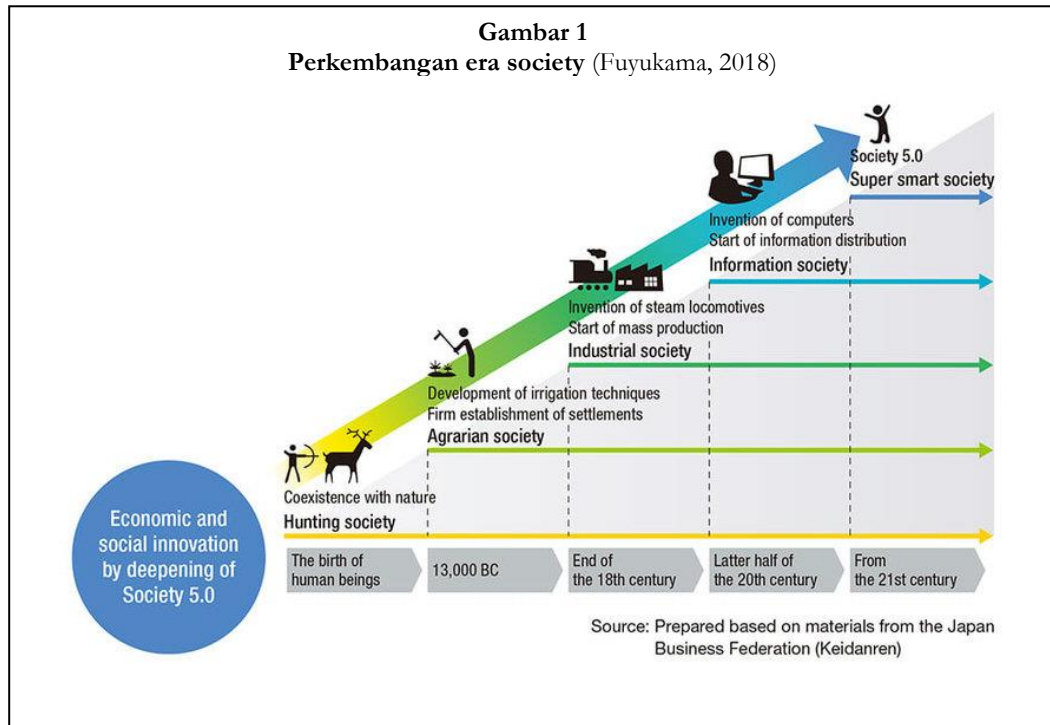 Gambar 1
Perkembangan era society (Fuyukama, 2018)
Society 5.0
Super smart society
Invention of computers
Start of information distribution
Information society
Invention of steam locomotives
Start of mass production
Industrial society
Development of irrigation techniques
Firm establishment of settlements
Agrarian society
Coexistence with nature
Hunting society
Economic and
social innovation
by deepening of
Society 5.0
The birth of
human beings
13,000 BC
End of
the 18th century
Latter half of
the 20th century
From
the 21st century
Source: Prepared based on materials from the Japan
Business Federation (Keidanren)